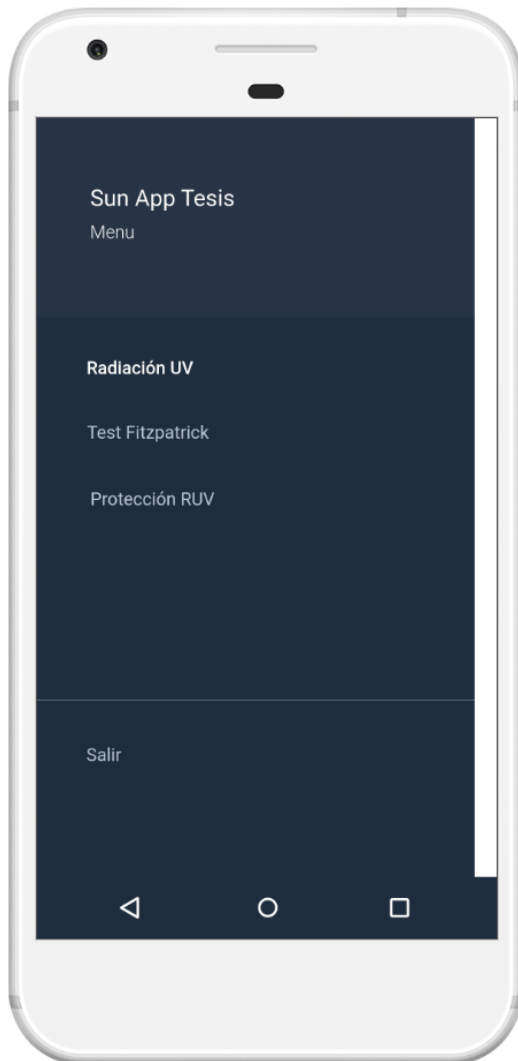 Sun App Tesis
Menu
Radiación UV
Test Fitzpatrick
Protección RUV
Salir